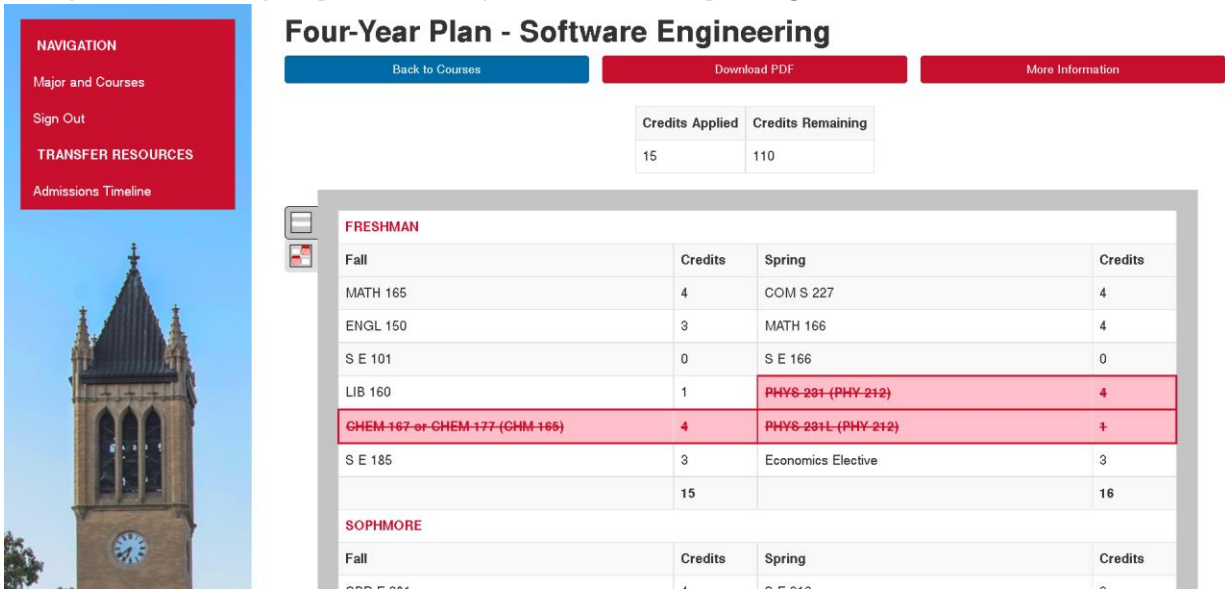 Four-Year Plan - Software Engineering
NAVIGATION
Major and Courses
Sign Out
TRANSFER RESOURCES
Admissions Timeline
Back to Courses Download PDF More Information
Credits Applied Credits Remaining
15 110
FRESHMAN
Fall Credits Spring Credits
MATH 165 4 COM S 227 4
ENGL 150 3 MATH 166 4
S E 101 0 S E 166 0
LIB 160 1 PHYS 231 (PHY 212) 4
CHEM 167 or CHEM 177 (CHM 165) 4 PHYS 231L (PHY 212) 1
S E 185 3 Economics Elective 3
15 16
SOPHMORE
Fall Credits Spring Credits